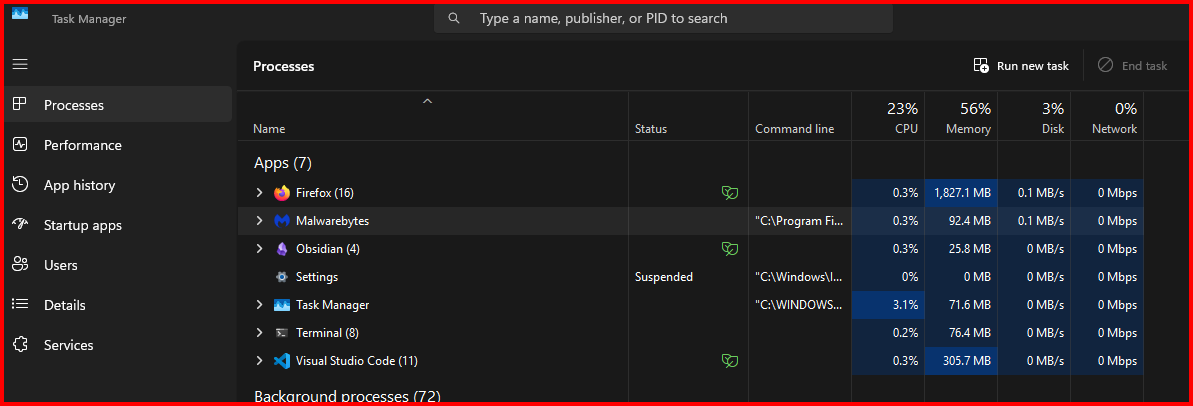 Task Manager
Type a name, publisher, or PID to search
Processes
Performance
App history
Startup apps
Users
Details
Services
Processes
Run new task
End task
23% 56% 3% 0%
Name Status Command line CPU Memory Disk Network
Apps (7)
Firefox (16) 0.3% 1,827.1 MB 0.1 MB/s 0 Mbps
Malwarebytes "C:\Program Fi... 0.3% 92.4 MB 0.1 MB/s 0 Mbps
Obsidian (4) 0.3% 25.8 MB 0 MB/s 0 Mbps
Settings Suspended "C:\Windows\I... 0% 0 MB 0 MB/s 0 Mbps
Task Manager "C:\WINDOWS... 3.1% 71.6 MB 0 MB/s 0 Mbps
Terminal (8) 0.2% 76.4 MB 0 MB/s 0 Mbps
Visual Studio Code (11) 0.3% 305.7 MB 0 MB/s 0 Mbps
Background processes (72)